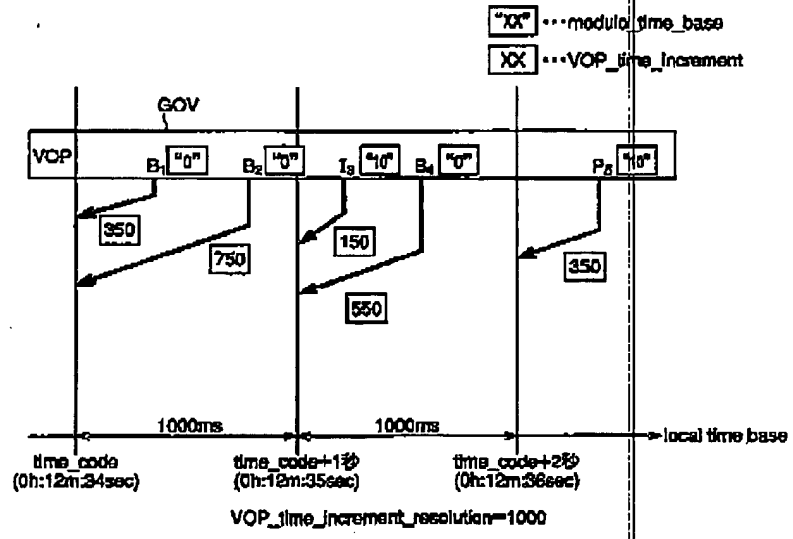 "XX" ···modulo_time_base
XX ···VOP_time_increment
GOV
VOP B1 "0" B2 "0" I3 "10" B4 "0" P5 "10"
350 750 150 550 350
1000ms 1000ms
local time base
time_code time_code+1秒 time_code+2秒
(0h:12m:34sec) (0h:12m:35sec) (0h:12m:36sec)
VOP_time_increment_resolution=1000